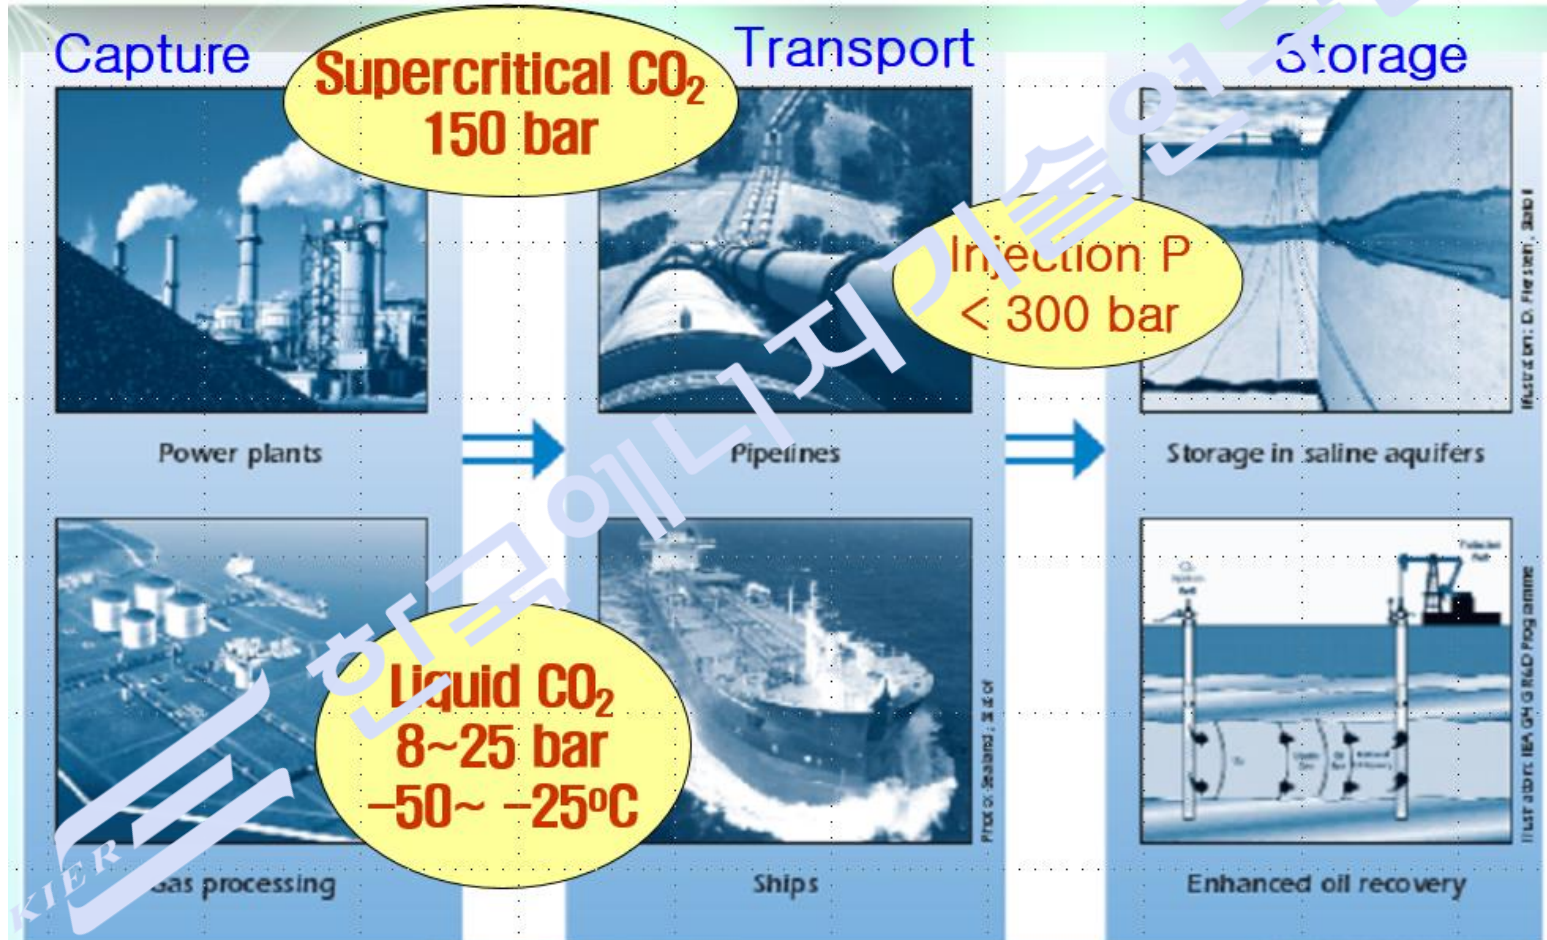 Capture
Supercritical CO₂
150 bar
Transport
Storage
Injection P
< 300 bar
Power plants
Pipelines
Storage in saline aquifers
Liquid CO₂
8~25 bar
–50~ –25ºC
Gas processing
Ships
Enhanced oil recovery
한국에너지기술연구
KIER